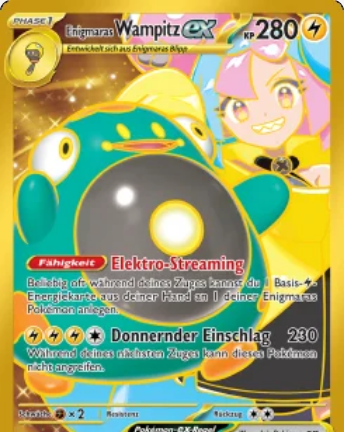 PHASE 1
Enigmaras Wampitz ex KP 280
Entwickelt sich aus Enigmaras Blipp
Fähigkeit Elektro-Streaming
Beliebig oft während deines Zuges kannst du 1 Basis-
Energiekarte aus deiner Hand an 1 deiner Enigmaras
Pokémon anlegen.
Donnernder Einschlag 230
Während deines nächsten Zuges kann dieses Pokémon
nicht angreifen.
Schwäche ×2 Resistenz Rückzug
Pokémon-ex-Regel